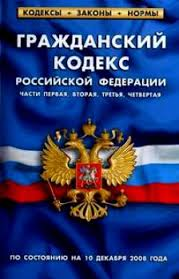 КОДЕКСЫ • ЗАКОНЫ • НОРМЫ
ГРАЖДАНСКИЙ
КОДЕКС
РОССИЙСКОЙ ФЕДЕРАЦИИ
ЧАСТИ ПЕРВАЯ, ВТОРАЯ, ТРЕТЬЯ, ЧЕТВЕРТАЯ
ПО СОСТОЯНИЮ НА 10 ДЕКАБРЯ 2008 ГОДА